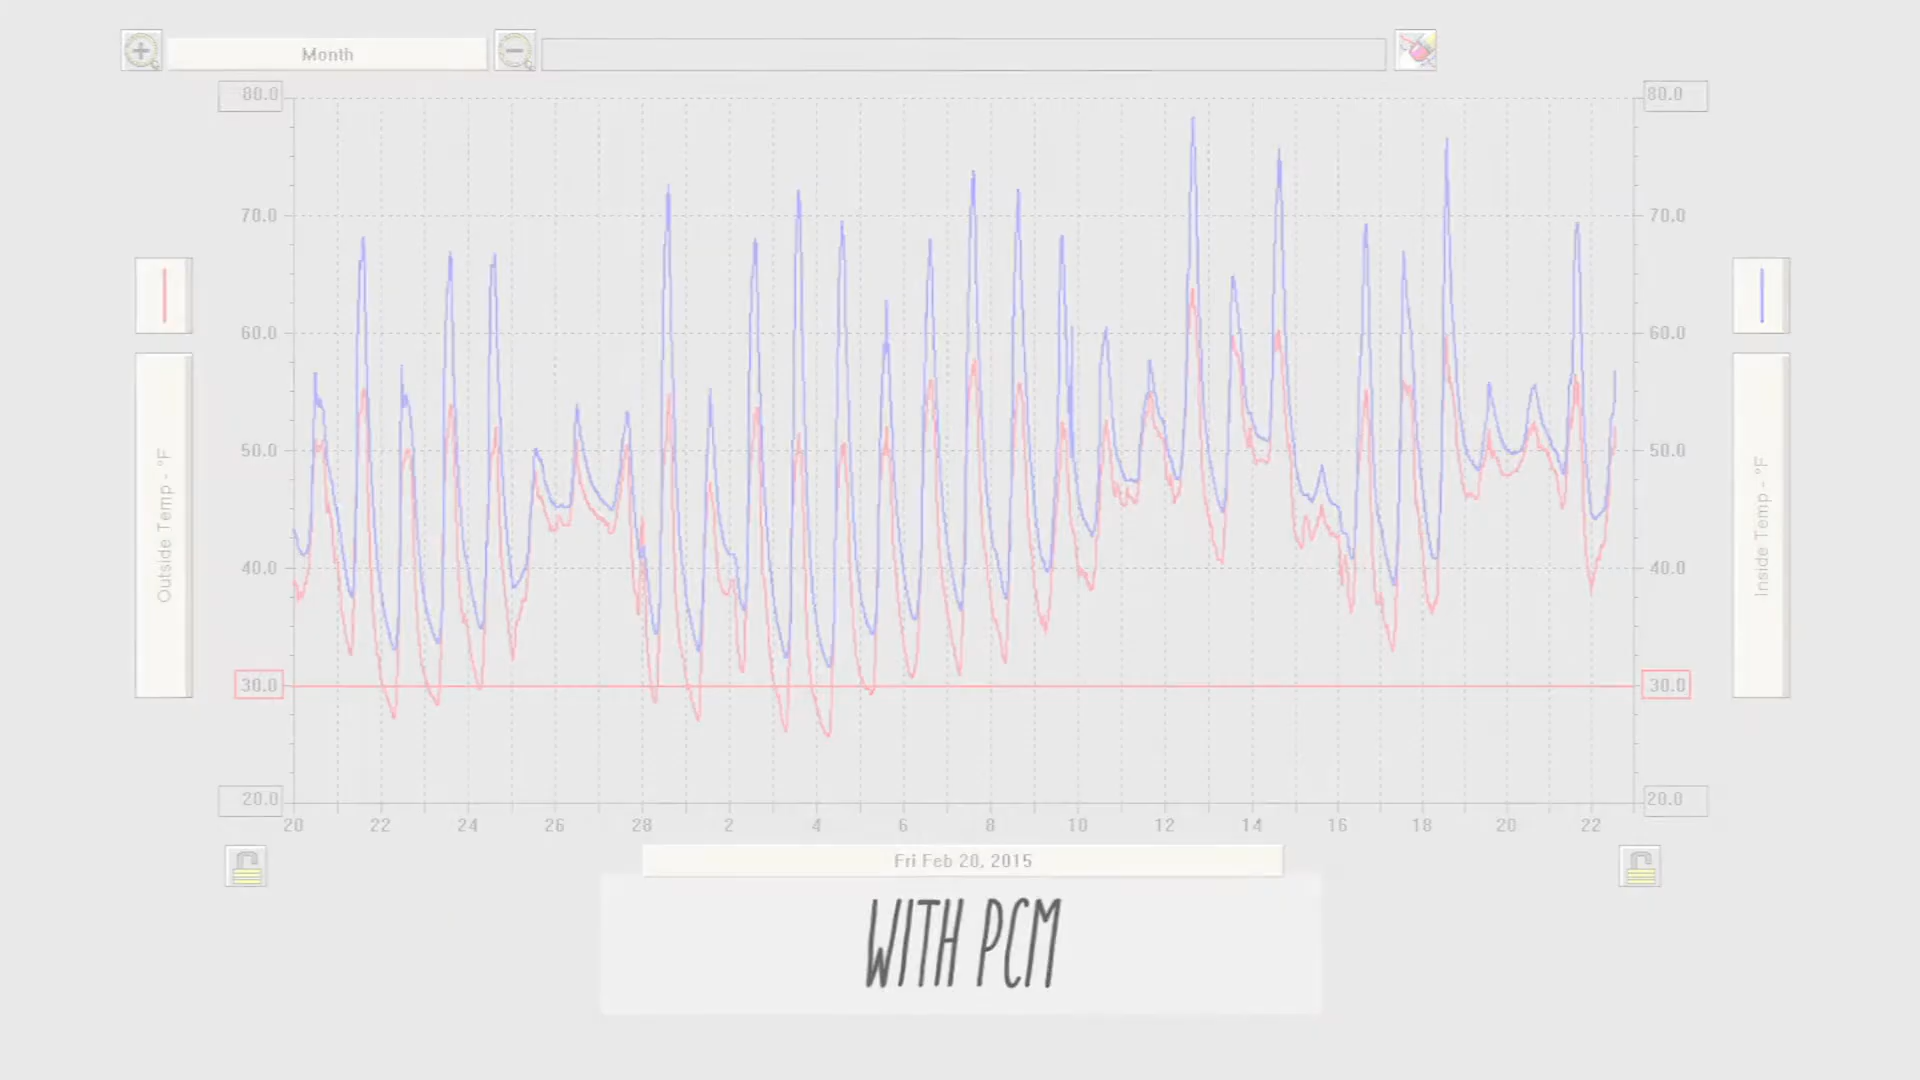 Month
80.0 80.0
70.0 70.0
60.0 60.0
50.0 50.0
40.0 40.0
30.0 30.0
20.0 20.0
Outside Temp - °F
Inside Temp - °F
20 22 24 26 28 2 4 6 8 10 12 14 16 18 20 22
Fri Feb 20, 2015
WITH PCM